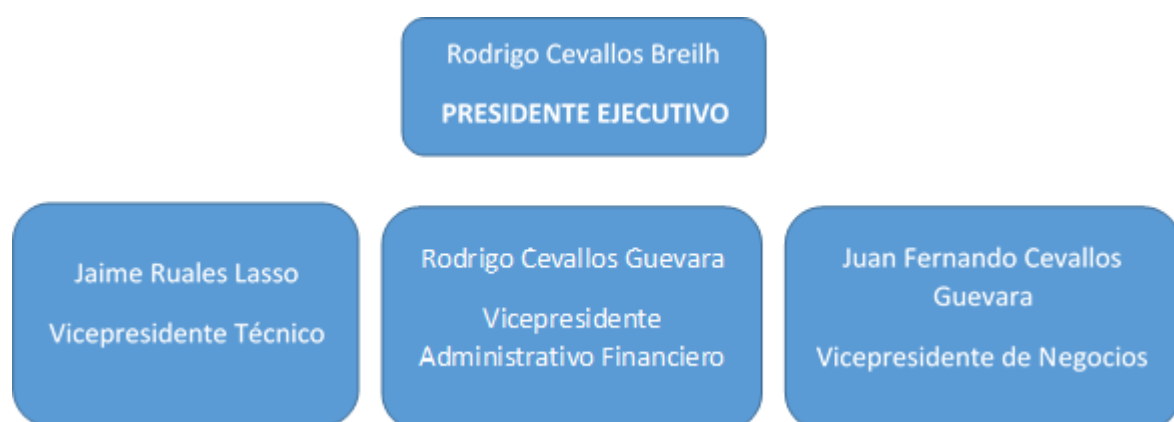 Rodrigo Cevallos Breilh
PRESIDENTE EJECUTIVO
Jaime Ruales Lasso
Vicepresidente Técnico
Rodrigo Cevallos Guevara
Vicepresidente
Administrativo Financiero
Juan Fernando Cevallos
Guevara
Vicepresidente de Negocios